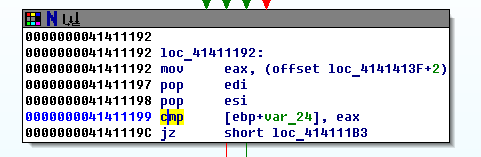 0000000041411192
0000000041411192 loc_41411192:
0000000041411192 mov eax, (offset loc_4141413F+2)
0000000041411197 pop edi
0000000041411198 pop esi
0000000041411199 cmp [ebp+var_24], eax
000000004141119C jz short loc_414111B3